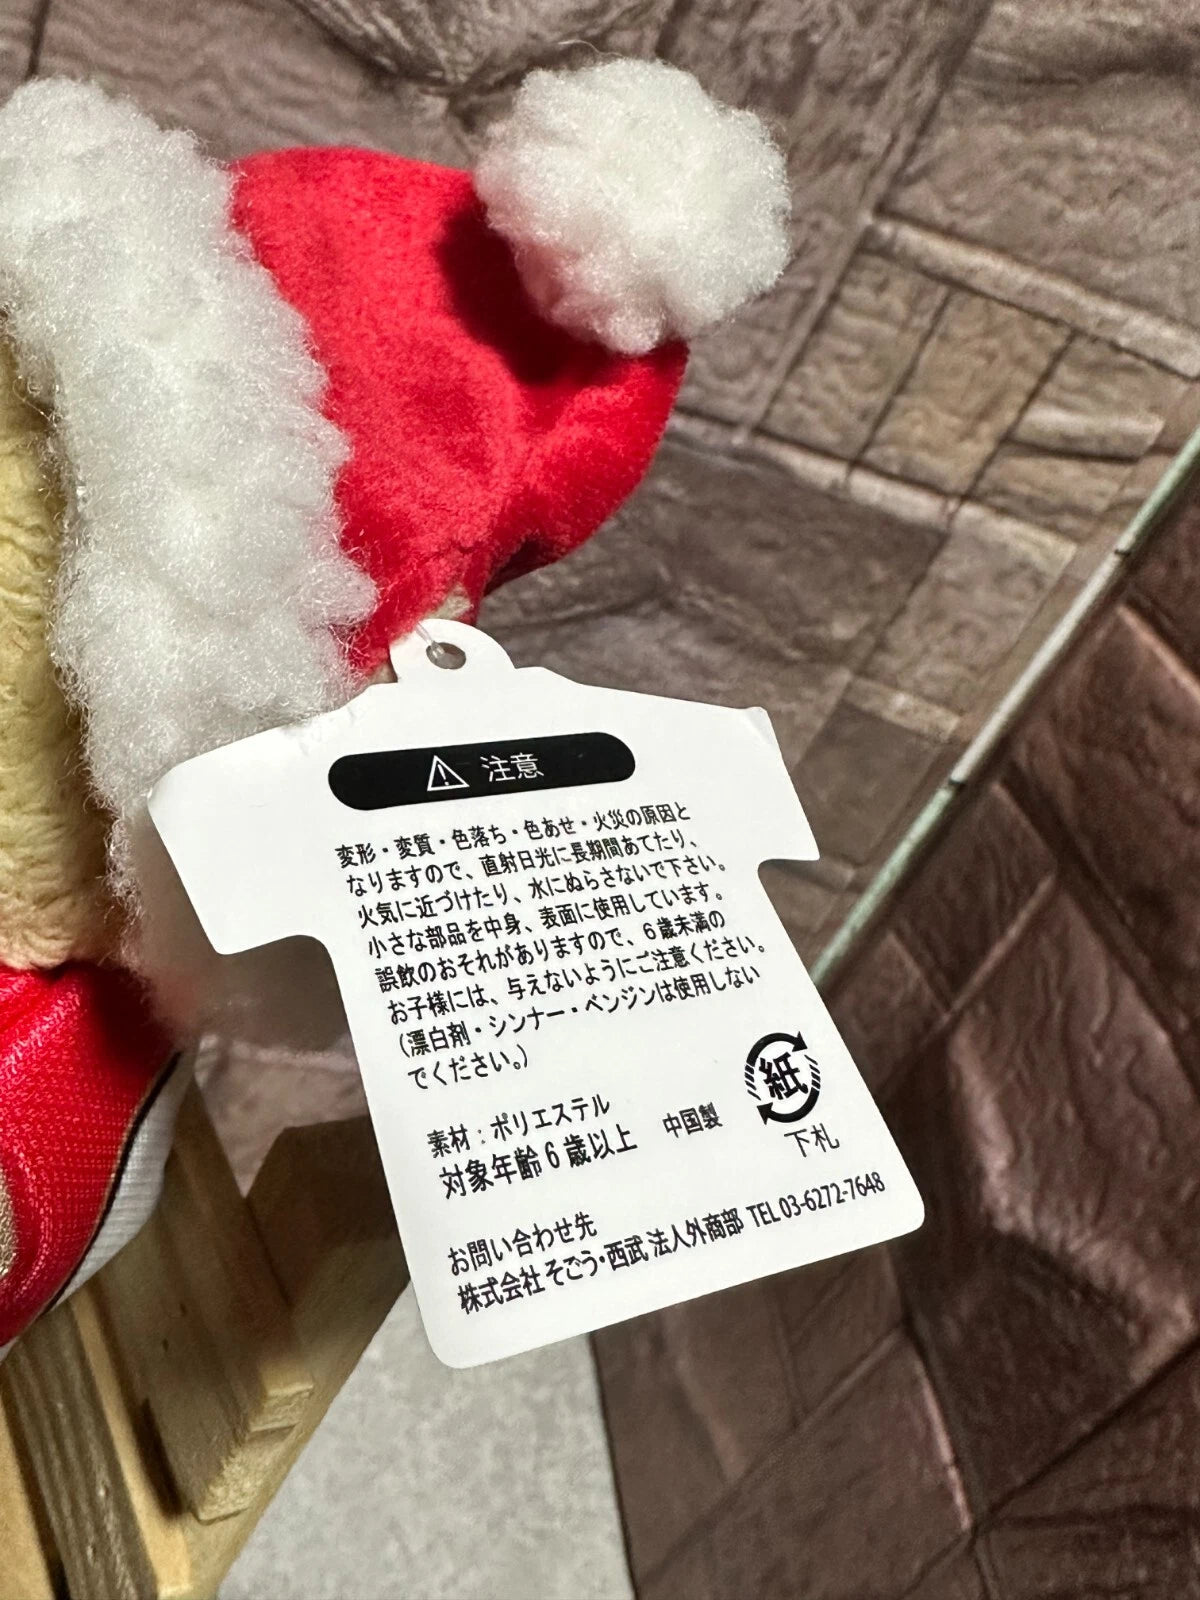 注意
変形・変質・色落ち・色あせ・火災の原因と
なりますので、直射日光に長期間あてたり、
火気に近づけたり、水にぬらさないで下さい。
小さな部品を中身、表面に使用しています。
誤飲のおそれがありますので、6歳未満の
お子様には、与えないようにご注意ください。
(漂白剤・シンナー・ベンジンは使用しない
でください。)
素材：ポリエステル
対象年齢6歳以上
中国製
紙
下札
お問い合わせ先
株式会社 そごう・西武 法人外商部 TEL 03-6272-7648